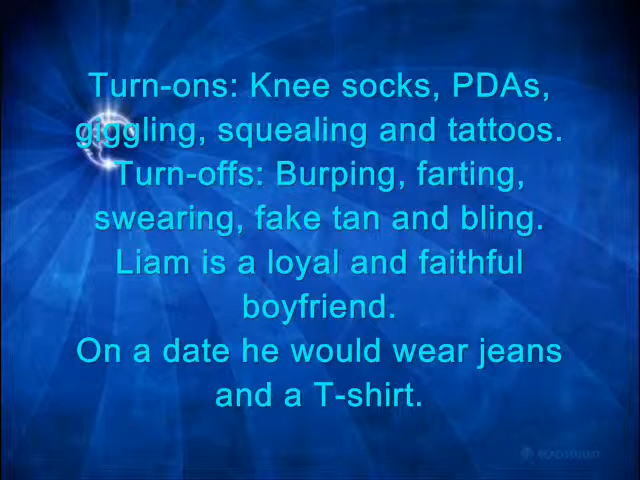 Turn-ons: Knee socks, PDAs,
giggling, squealing and tattoos.
Turn-offs: Burping, farting,
swearing, fake tan and bling.
Liam is a loyal and faithful
boyfriend.
On a date he would wear jeans
and a T-shirt.